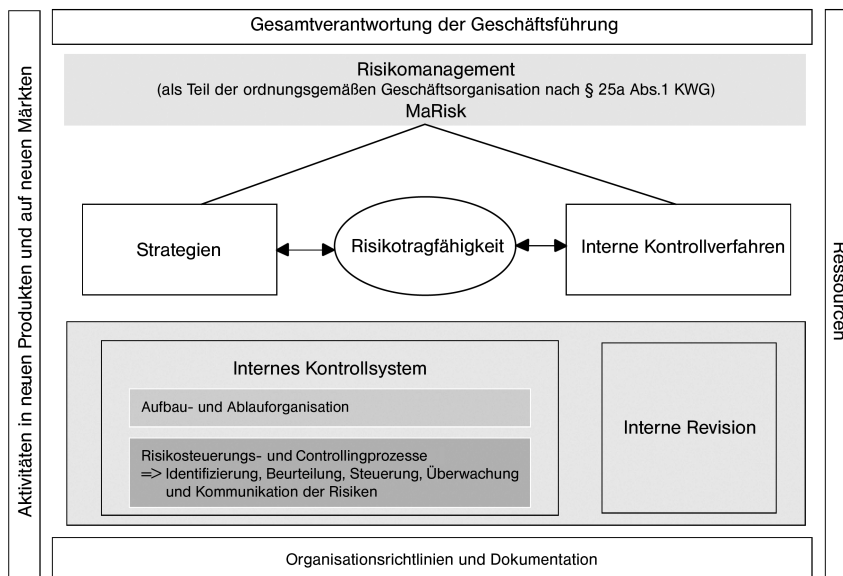 Gesamtverantwortung der Geschäftsführung
Aktivitäten in neuen Produkten und auf neuen Märkten
Risikomanagement
(als Teil der ordnungsgemäßen Geschäftsorganisation nach § 25a Abs.1 KWG)
MaRisk
Strategien
Risikotragfähigkeit
Interne Kontrollverfahren
Ressourcen
Internes Kontrollsystem
Aufbau- und Ablauforganisation
Risikosteuerungs- und Controllingprozesse
=> Identifizierung, Beurteilung, Steuerung, Überwachung
und Kommunikation der Risiken
Interne Revision
Organisationsrichtlinien und Dokumentation